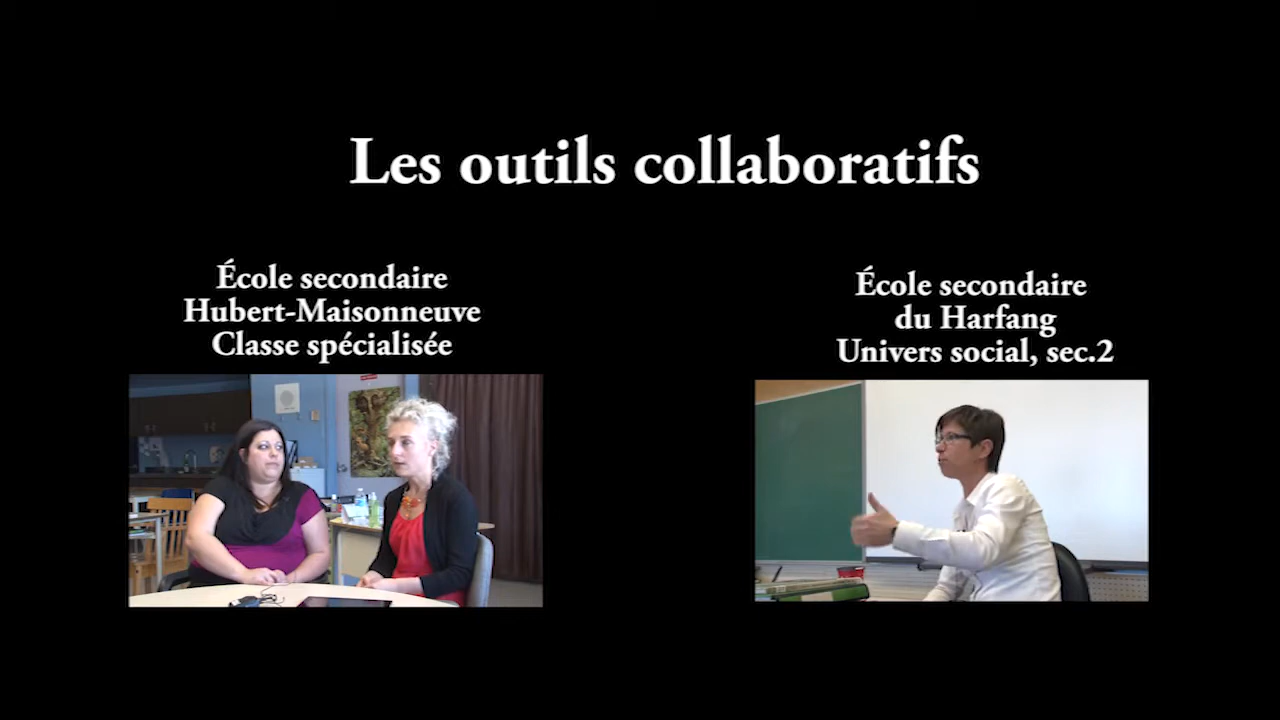 Les outils collaboratifs
École secondaire
Hubert-Maisonneuve
Classe spécialisée
École secondaire
du Harfang
Univers social, sec.2